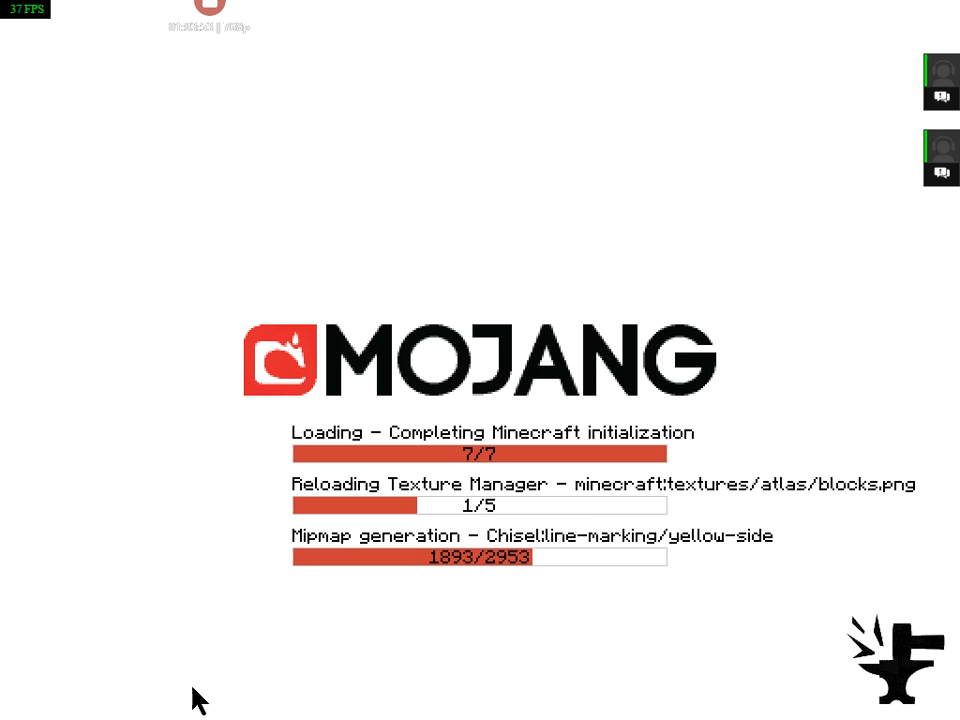 37 FPS
MOJANG
Loading - Completing Minecraft initialization
7/7
Reloading Texture Manager - minecraft:textures/atlas/blocks.png
1/5
Mipmap generation - Chisel:line-marking/yellow-side
1893/2953